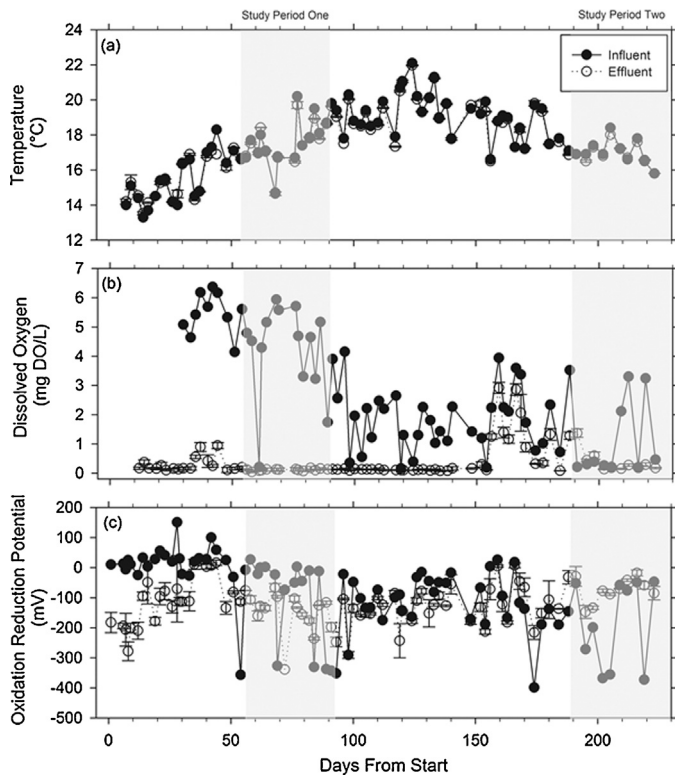 Study Period One
Study Period Two
(a)
Influent
Effluent
Temperature
(°C)
24
22
20
18
16
14
12
(b)
Dissolved Oxygen
(mg DO/L)
7
6
5
4
3
2
1
0
(c)
Oxidation Reduction Potential
(mV)
200
100
0
-100
-200
-300
-400
-500
0
50
100
150
200
Days From Start